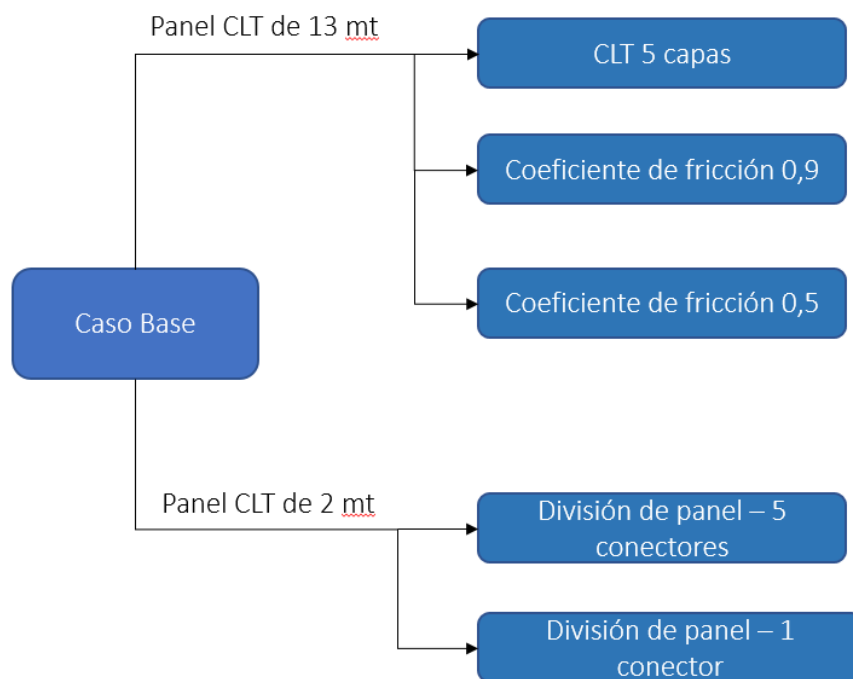 Panel CLT de 13 mt
CLT 5 capas
Coeficiente de fricción 0,9
Coeficiente de fricción 0,5
Caso Base
Panel CLT de 2 mt
División de panel – 5
conectores
División de panel – 1
conector